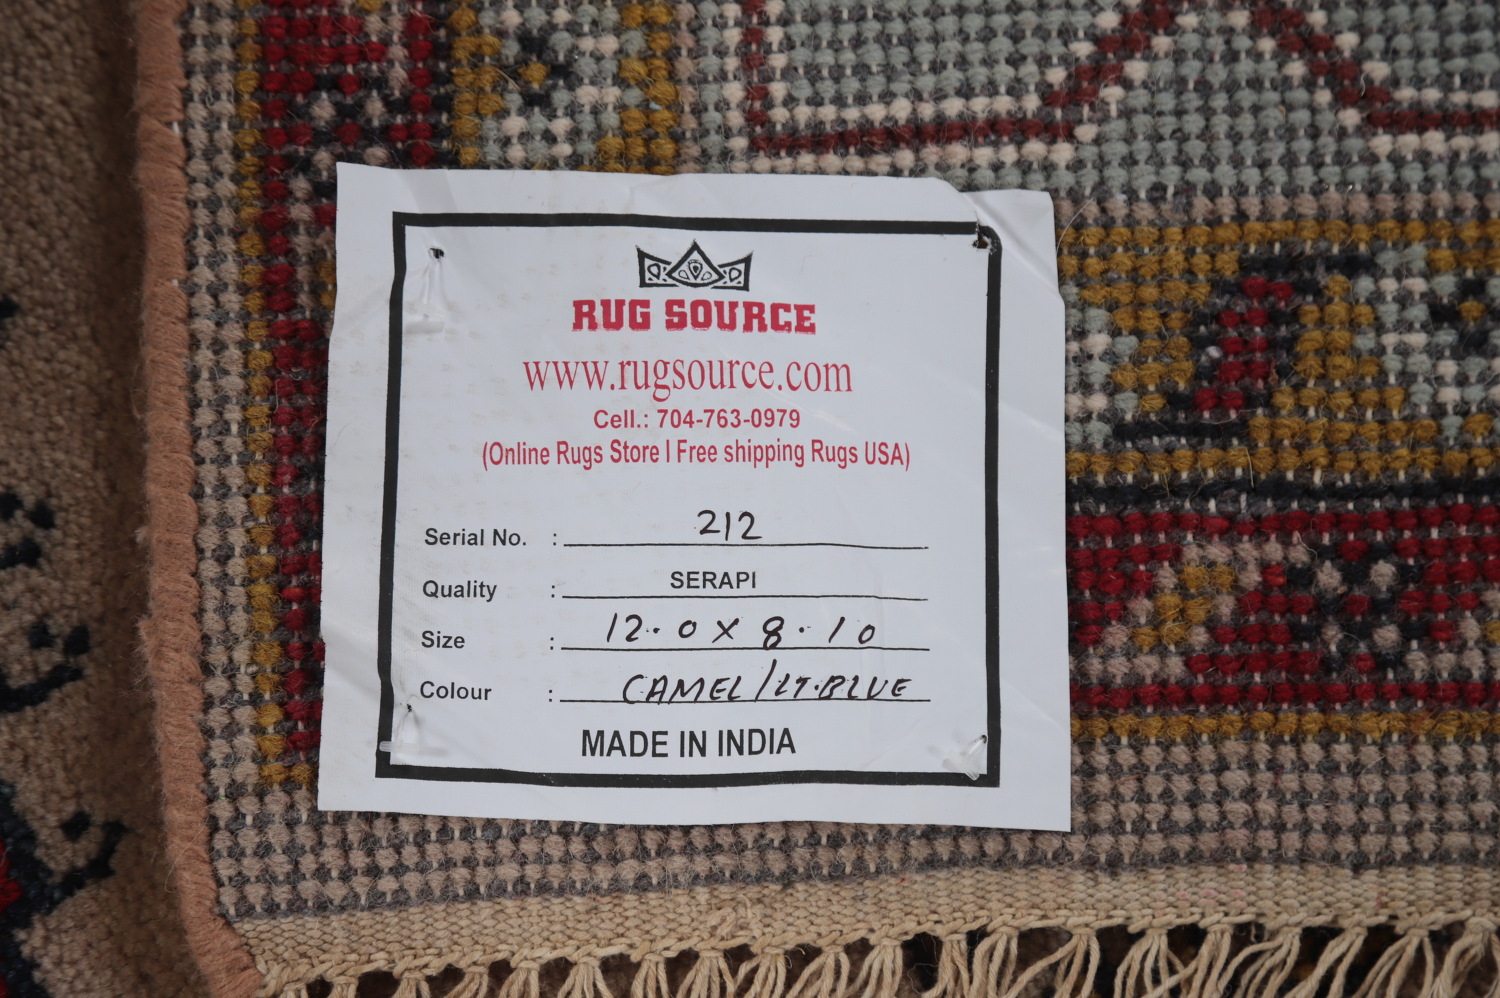 RUG SOURCE
www.rugsource.com
Cell.: 704-763-0979
(Online Rugs Store I Free shipping Rugs USA)
Serial No. : 212
Quality : SERAPI
Size : 12.0 X 8.10
Colour : CAMEL/LT.BLUE
MADE IN INDIA